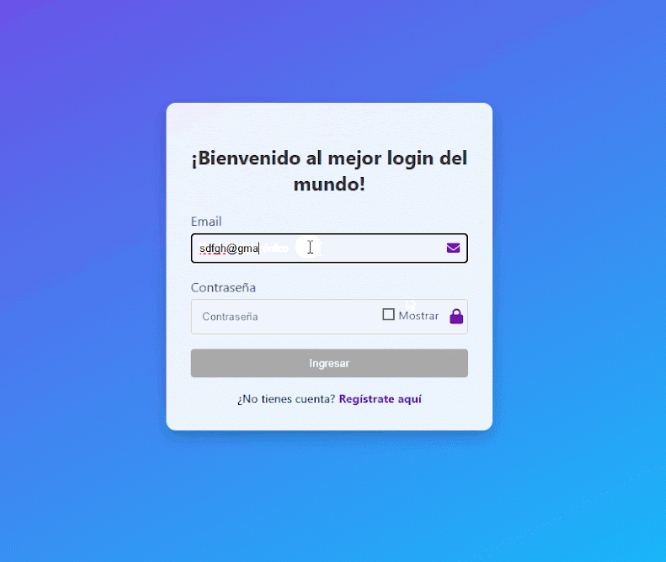 ¡Bienvenido al mejor login del
mundo!
Email
sdfgh@gma
Contraseña
Contraseña
Mostrar
Ingresar
¿No tienes cuenta? Regístrate aquí